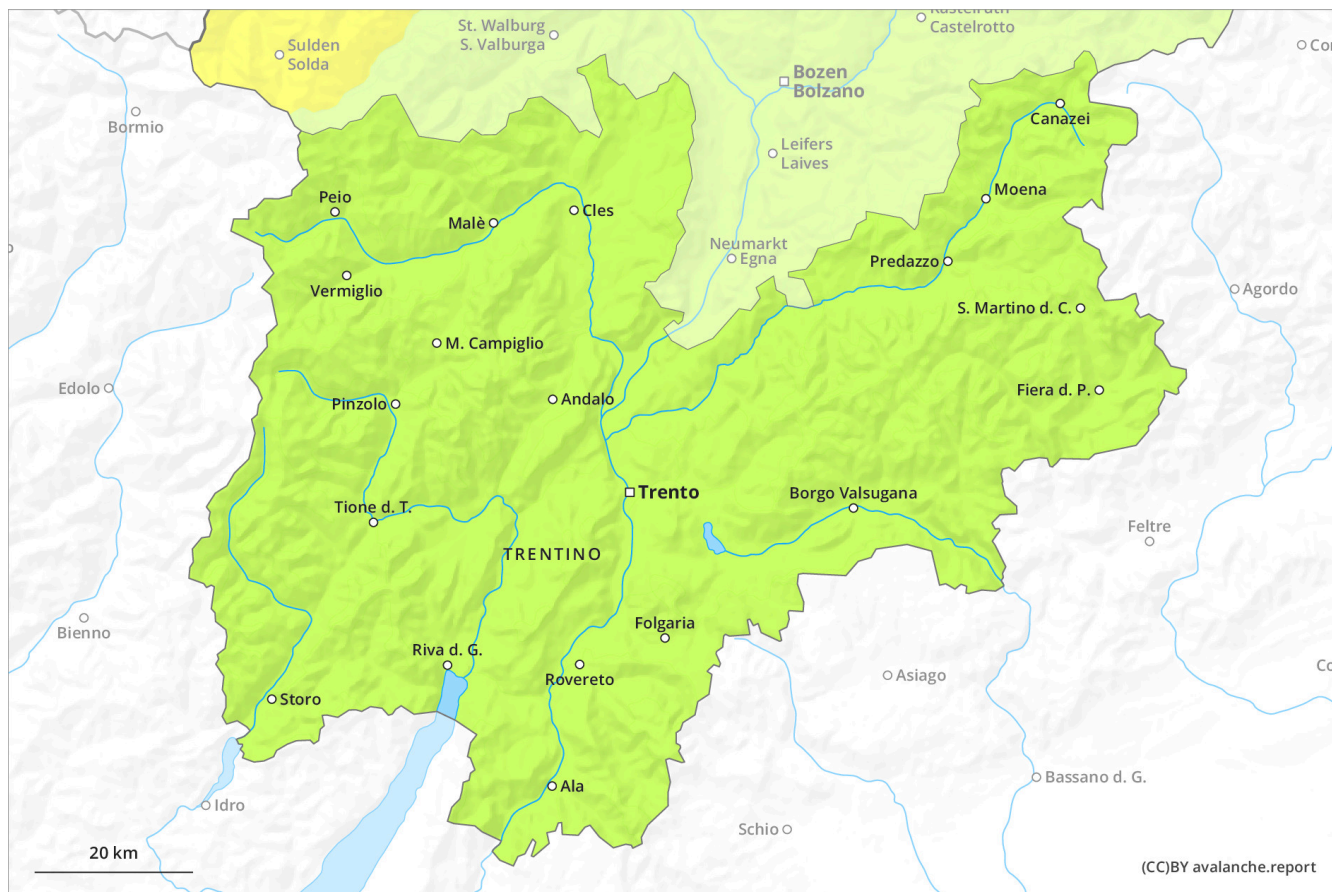 Kastelruth
Castelrotto
St. Walburg
S. Valburga
Sulden
Solda
Bozen
Bolzano
Bormio
Canazei
Leifers
Laives
Peio
Malè
Cles
Moena
Neumarkt
Egna
Predazzo
Vermiglio
Agordo
S. Martino d. C.
M. Campiglio
Edolo
Pinzolo
Andalo
Fiera d. P.
Trento
Borgo Valsugana
Tione d. T.
Feltre
TRENTINO
Bienno
Folgaria
Riva d. G.
Rovereto
Asiago
Storo
Bassano d. G.
Ala
Idro
Schio
20 km
(CC)BY avalanche.report